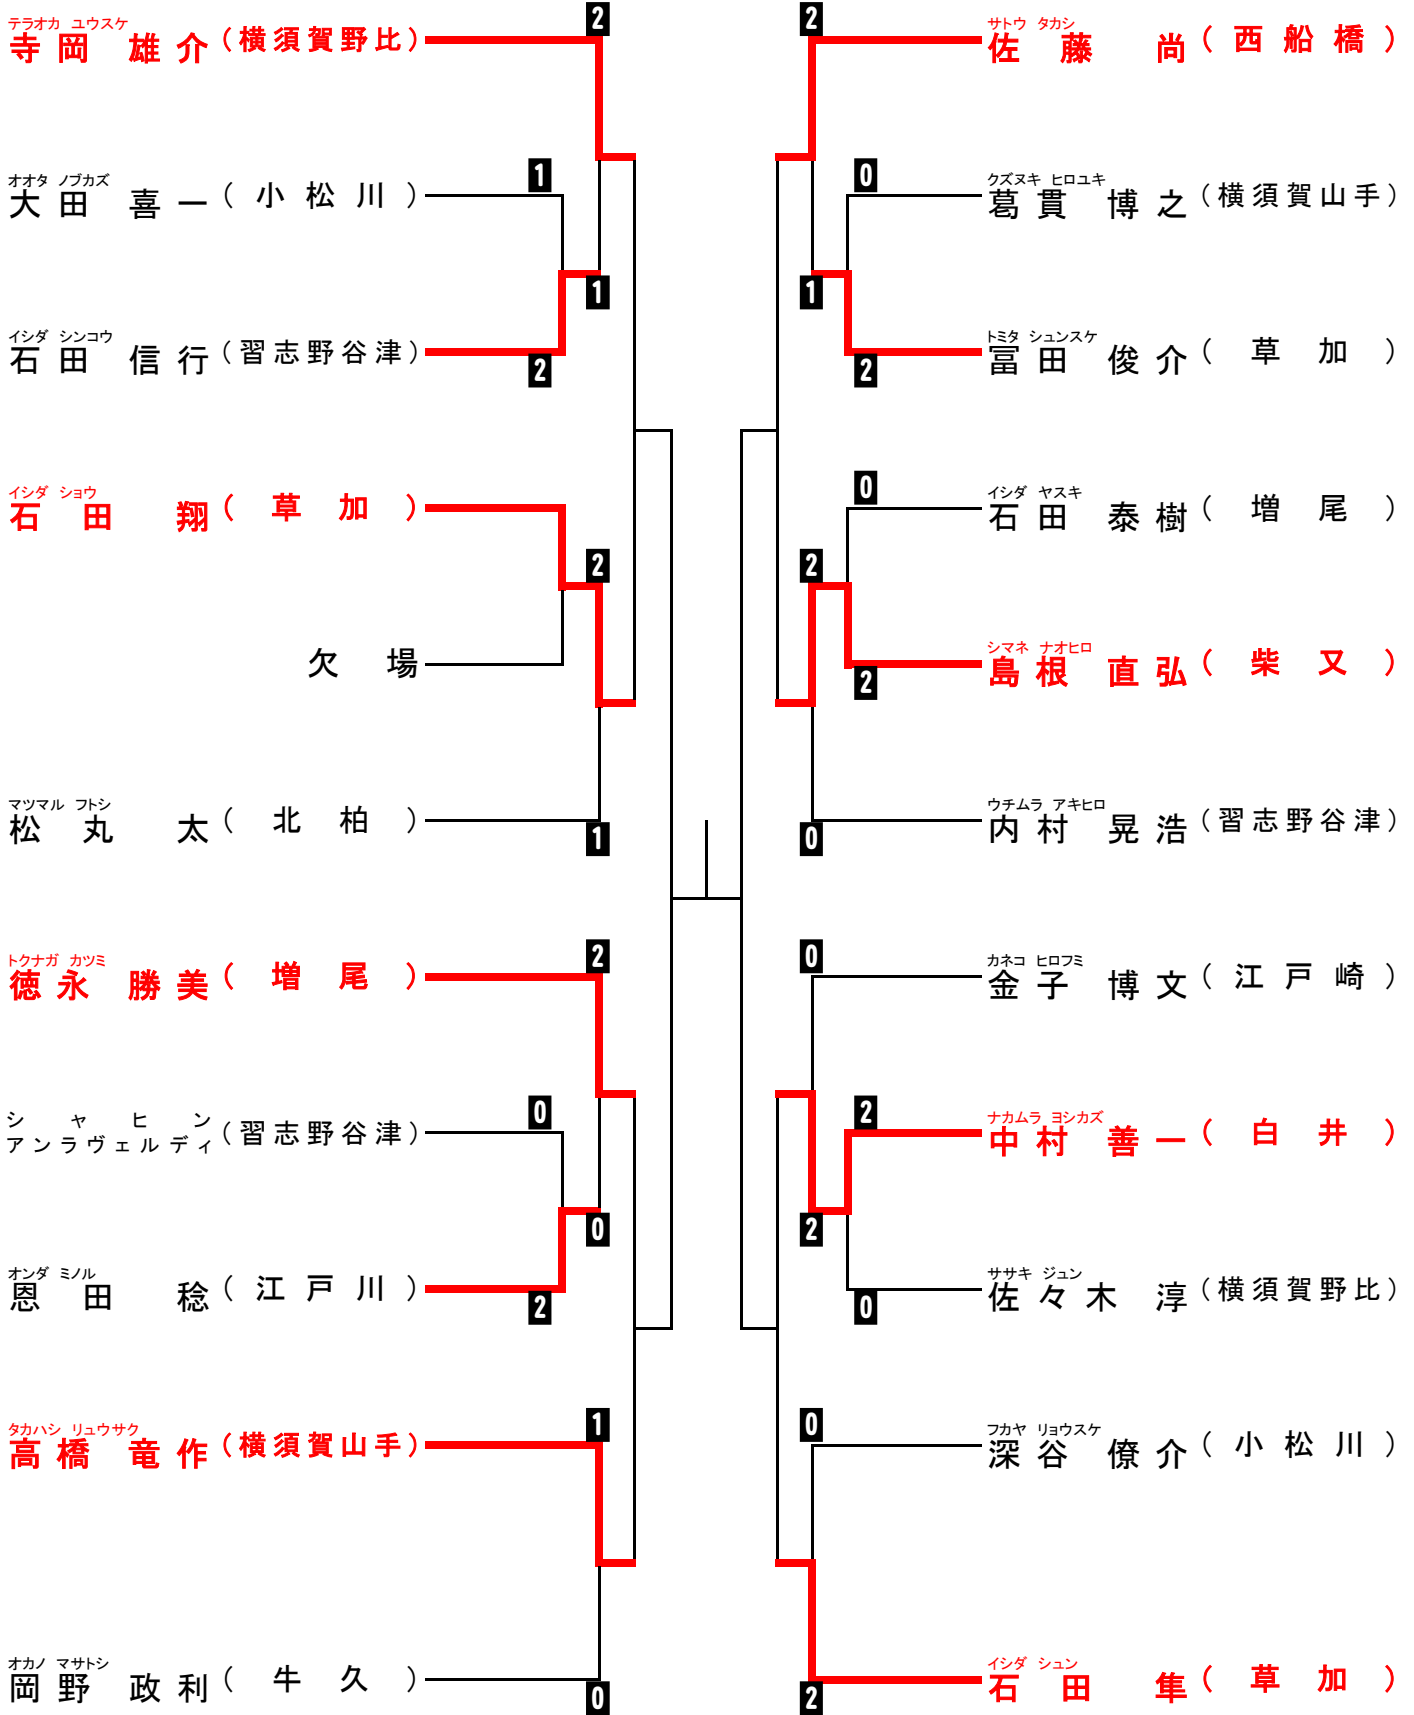 テラオカ ユウスケ
寺岡 雄介（横須賀野比）
2
オオタ ノブカズ
大田 喜一（小松川）
1
1
イシダ シンコウ
石田 信行（習志野谷津）
2
イシダ ショウ
石田 翔（草加）
2
欠場
マツマル フトシ
松丸 太（北柏）
1
トクナガ カツミ
徳永 勝美（増尾）
2
シャヒン
アンラヴェルディ（習志野谷津）
0
0
オンダ ミノル
恩田 稔（江戸川）
2
タカハシ リュウサク
高橋 竜作（横須賀山手）
1
オカノ マサトシ
岡野 政利（牛久）
0
2
サトウ タカシ
佐藤 尚（西船橋）
0
クズヌキ ヒロユキ
葛貫 博之（横須賀山手）
1
トミタ シュンスケ
冨田 俊介（草加）
2
0
イシダ ヤスキ
石田 泰樹（増尾）
2
シマネ ナオヒロ
島根 直弘（柴又）
2
ウチムラ アキヒロ
内村 晃浩（習志野谷津）
0
0
カネコ ヒロフミ
金子 博文（江戸崎）
2
ナカムラ ヨシカズ
中村 善一（白井）
2
ササキ ジュン
佐々木 淳（横須賀野比）
0
0
フカヤ リョウスケ
深谷 僚介（小松川）
イシダ シュン
石田 隼（草加）
2